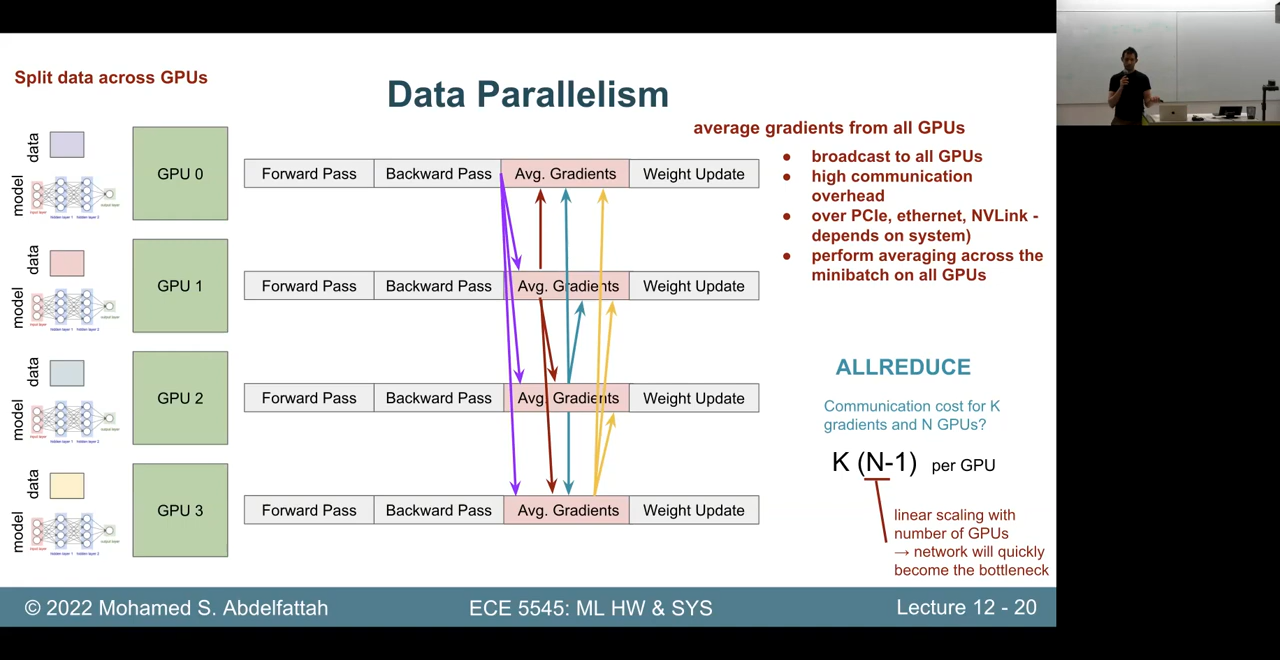 Split data across GPUs
Data Parallelism
data
model
GPU 0
Forward Pass
Backward Pass
Avg. Gradients
Weight Update
data
model
GPU 1
Forward Pass
Backward Pass
Avg. Gradients
Weight Update
data
model
GPU 2
Forward Pass
Backward Pass
Avg. Gradients
Weight Update
data
model
GPU 3
Forward Pass
Backward Pass
Avg. Gradients
Weight Update
average gradients from all GPUs
● broadcast to all GPUs
● high communication
overhead
● over PCIe, ethernet, NVLink -
depends on system)
● perform averaging across the
minibatch on all GPUs
ALLREDUCE
Communication cost for K
gradients and N GPUs?
K (N-1) per GPU
linear scaling with
number of GPUs
→ network will quickly
become the bottleneck
© 2022 Mohamed S. Abdelfattah
ECE 5545: ML HW & SYS
Lecture 12 - 20